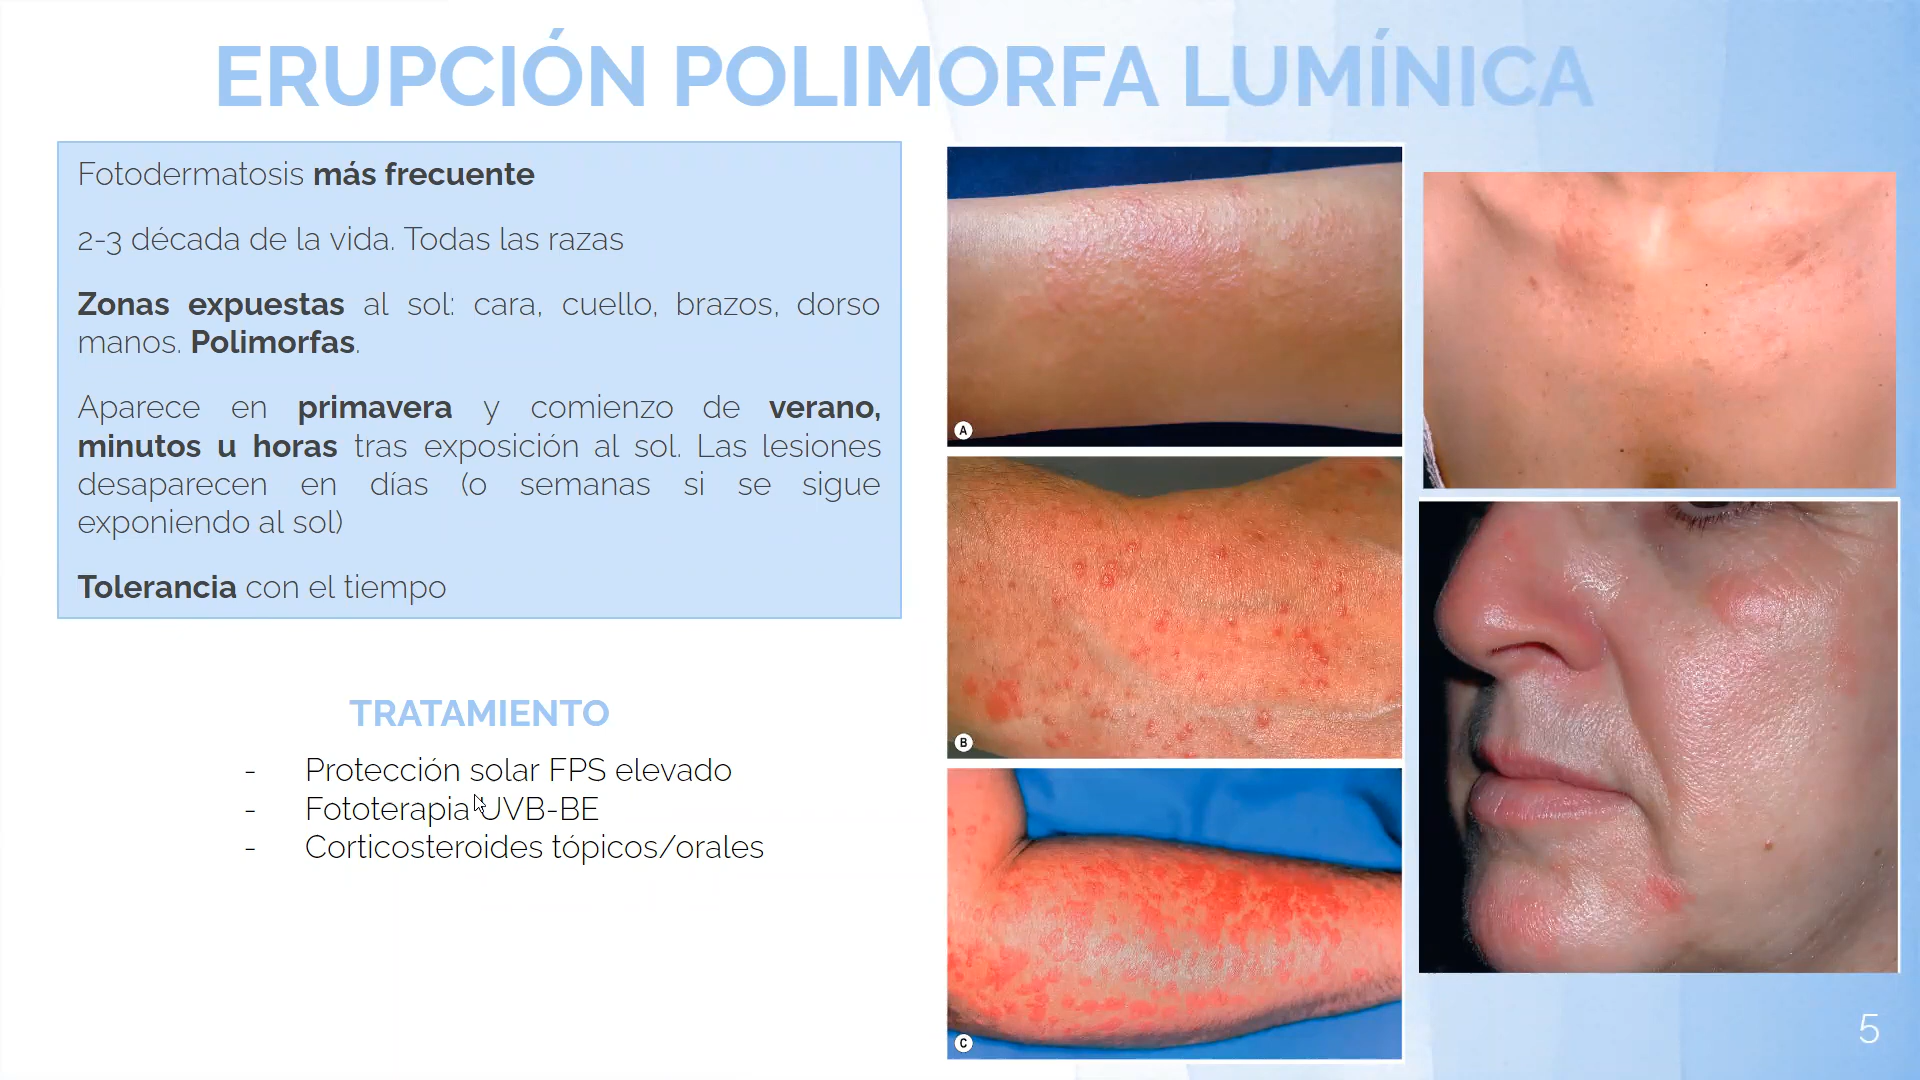 ERUPCIÓN POLIMORFA LUMÍNICA
Fotodermatosis más frecuente
2-3 década de la vida. Todas las razas
Zonas expuestas al sol: cara, cuello, brazos, dorso
manos. Polimorfas.
Aparece en primavera y comienzo de verano,
minutos u horas tras exposición al sol. Las lesiones
desaparecen en días (o semanas si se sigue
exponiendo al sol)
Tolerancia con el tiempo
TRATAMIENTO
- Protección solar FPS elevado
- Fototerapia UVB-BE
- Corticosteroides tópicos/orales
A
B
C
5